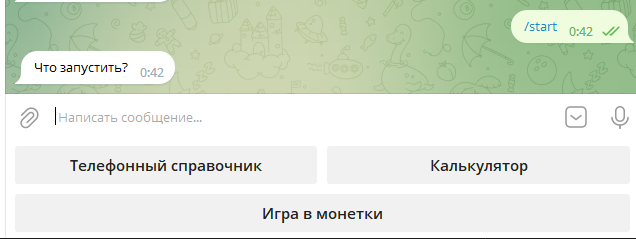 /start 0:42
Что запустить? 0:42
Написать сообщение...
Телефонный справочник Калькулятор
Игра в монетки